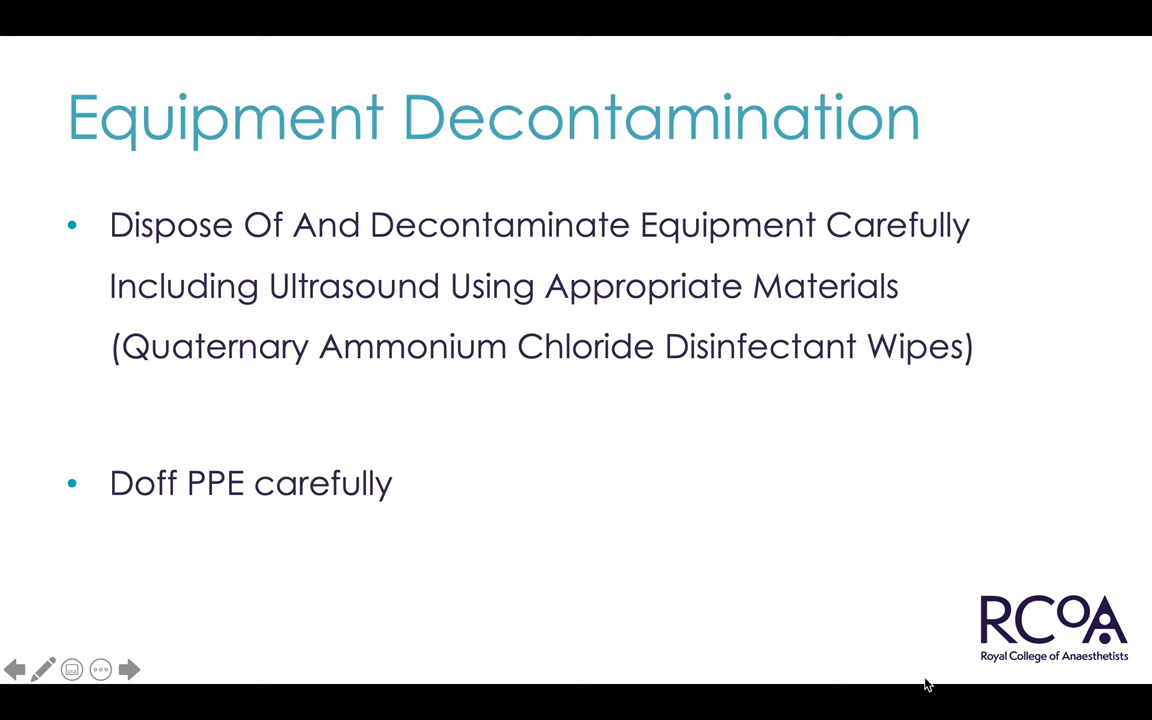 Equipment Decontamination
• Dispose Of And Decontaminate Equipment Carefully
Including Ultrasound Using Appropriate Materials
(Quaternary Ammonium Chloride Disinfectant Wipes)
• Doff PPE carefully
RCOA
Royal College of Anaesthetists